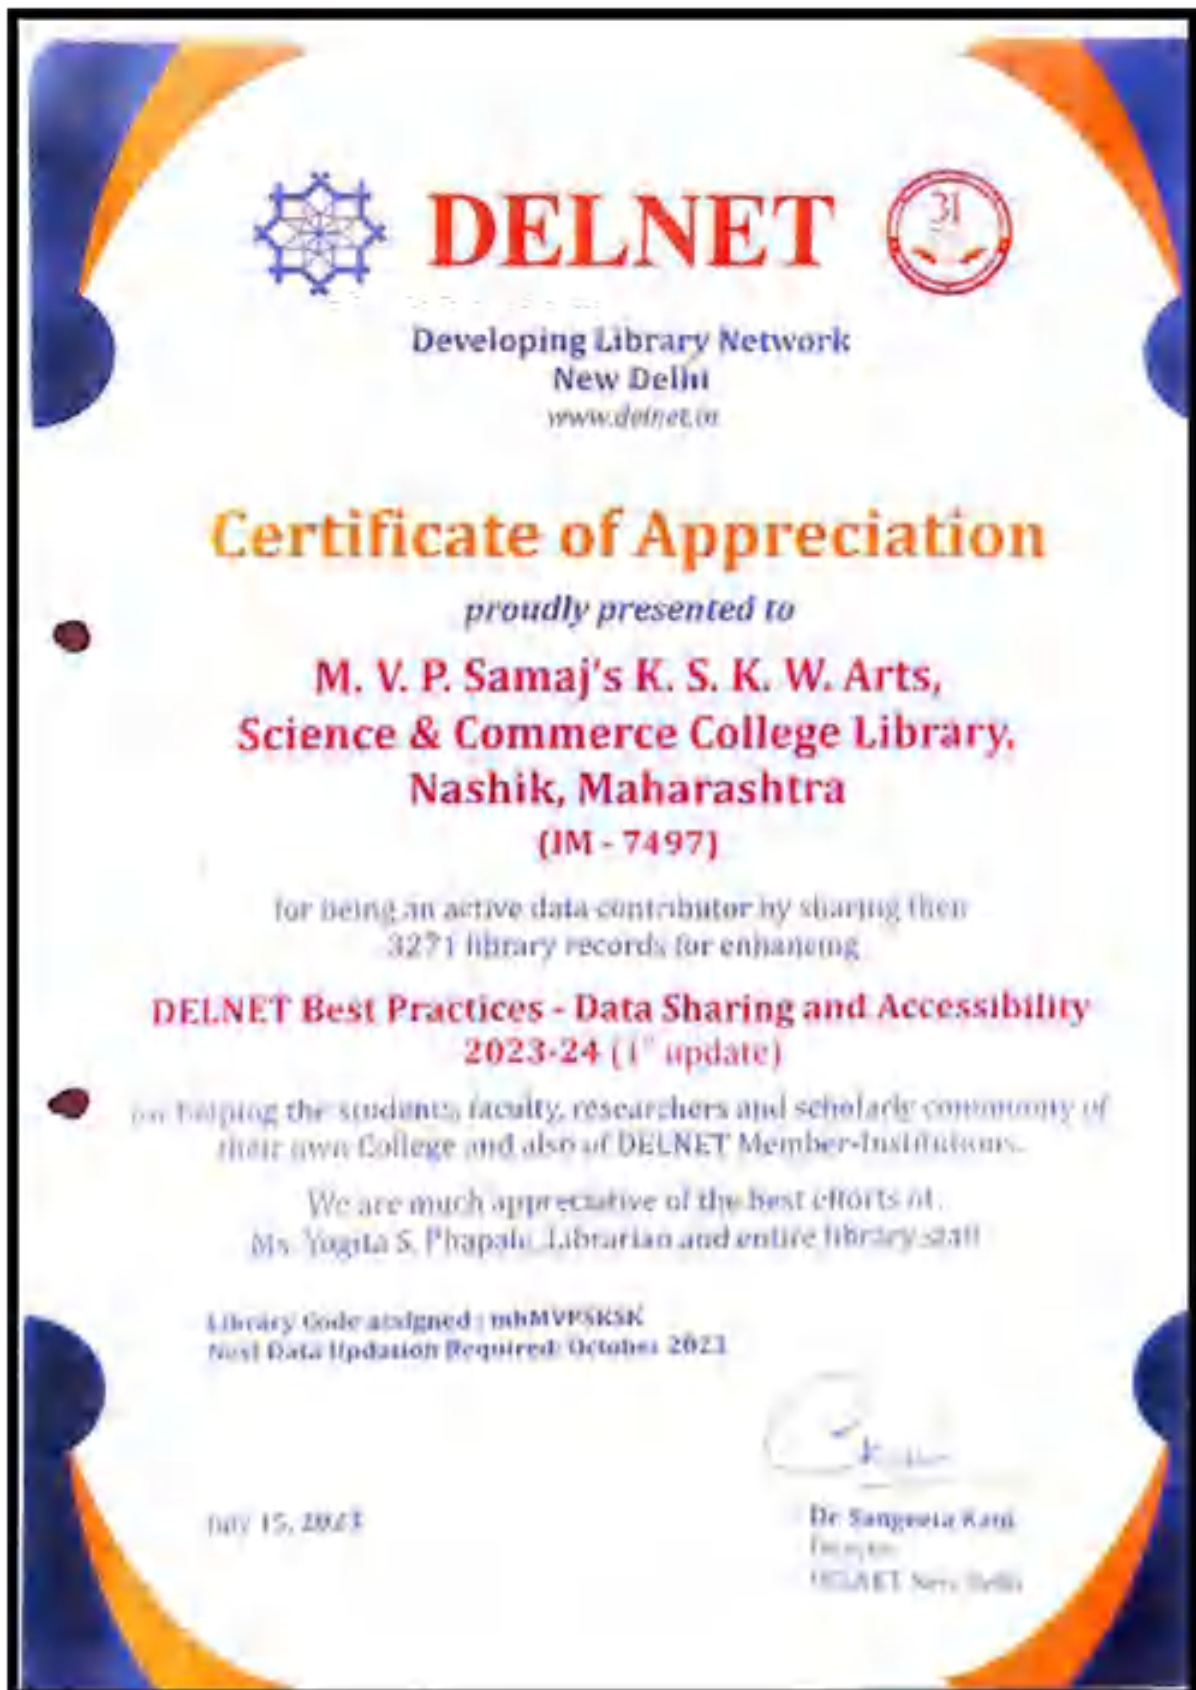 DELNET
31
Developing Library Network
New Delhi
www.delnet.in
Certificate of Appreciation
proudly presented to
M. V. P. Samaj's K. S. K. W. Arts,
Science & Commerce College Library,
Nashik, Maharashtra
(IM - 7497)
for being an active data contributor by sharing their
3271 library records for enhancing
DELNET Best Practices - Data Sharing and Accessibility
2023-24 (1st update)
helping the students, faculty, researchers and scholarly community of
their own College and also of DELNET Member-Institutions.
We are much appreciative of the best efforts of
Ms. Yogita S. Phapale, Librarian and entire library staff
Library Code assigned : mhMVPSKSK
Next Data Updation Required: October 2023
July 15, 2023
Dr Sangeeta Kaul
Director
DELNET New Delhi